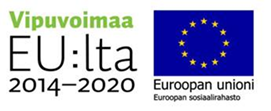 Vipuvoimaa
EU:lta
2014–2020
Euroopan unioni
Euroopan sosiaalirahasto